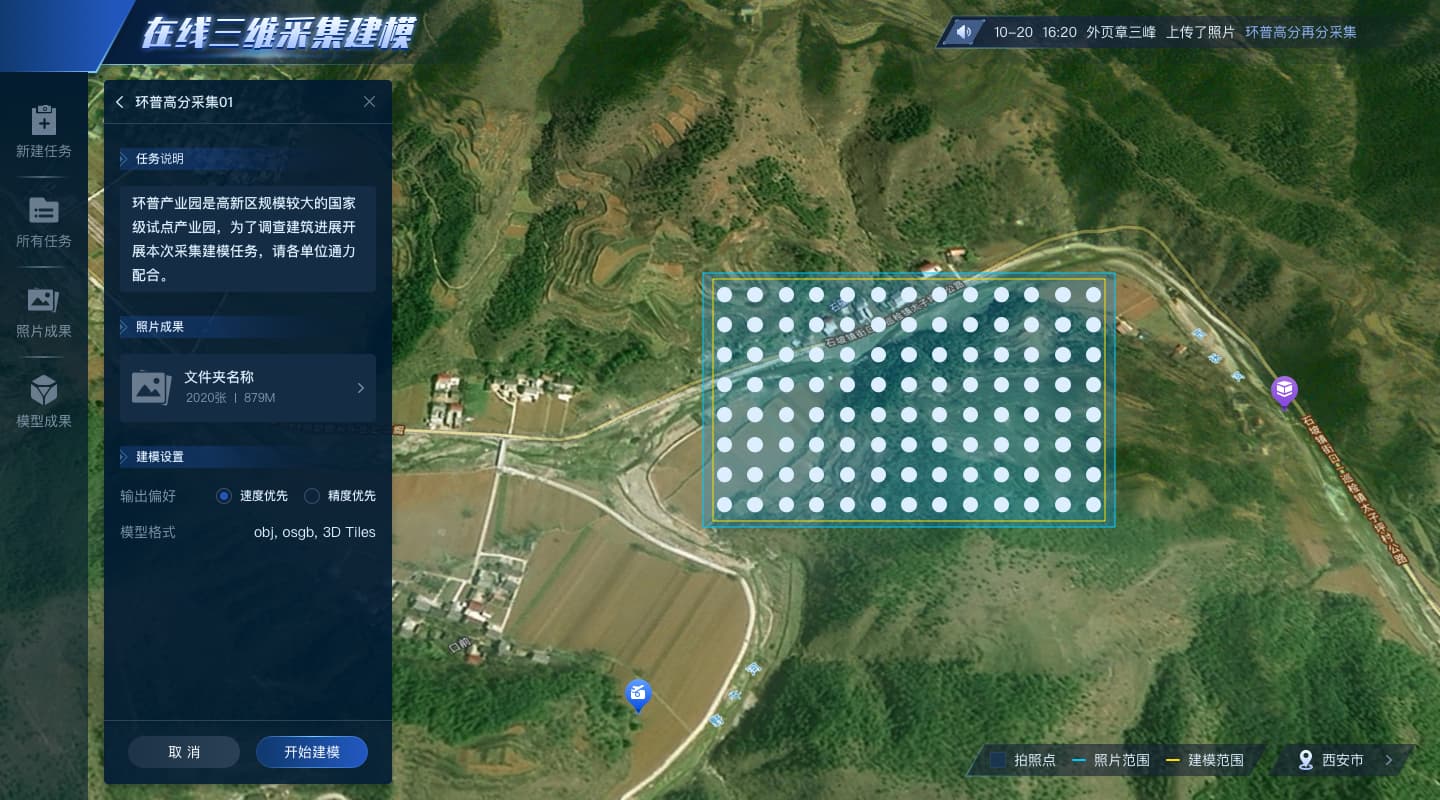 在线三维采集建模
10-20 16:20 外页章三峰 上传了照片 环普高分再分采集
新建任务
所有任务
照片成果
模型成果
环普高分采集01
任务说明
环普产业园是高新区规模较大的国家
级试点产业园，为了调查建筑进展开
展本次采集建模任务，请各单位通力
配合。
照片成果
文件夹名称
2020张 | 879M
建模设置
输出偏好 速度优先 精度优先
模型格式 obj, osgb, 3D Tiles
取 消 开始建模
口前
拍照点 照片范围 建模范围
西安市